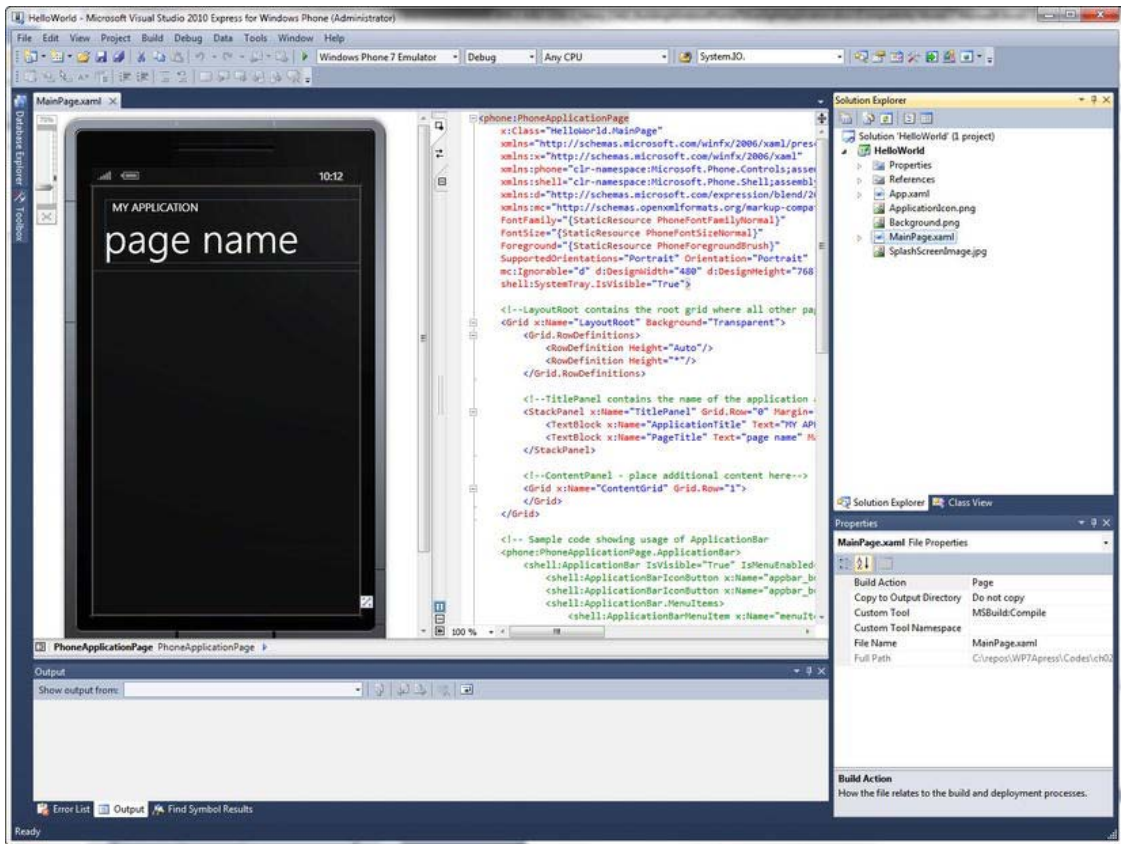 HelloWorld - Microsoft Visual Studio 2010 Express for Windows Phone (Administrator)
File Edit View Project Build Debug Data Tools Window Help
Windows Phone 7 Emulator Debug Any CPU System.IO.
MainPage.xaml
Database Explorer
Toolbox
10:12
MY APPLICATION
page name
<phone:PhoneApplicationPage
x:Class="HelloWorld.MainPage"
xmlns="http://schemas.microsoft.com/winfx/2006/xaml/pres
xmlns:x="http://schemas.microsoft.com/winfx/2006/xaml"
xmlns:phone="clr-namespace:Microsoft.Phone.Controls;assem
xmlns:shell="clr-namespace:Microsoft.Phone.Shell;assembly
xmlns:d="http://schemas.microsoft.com/expression/blend/20
xmlns:mc="http://schemas.openxmlformats.org/markup-compat
FontFamily="{StaticResource PhoneFontFamilyNormal}"
FontSize="{StaticResource PhoneFontSizeNormal}"
Foreground="{StaticResource PhoneForegroundBrush}"
SupportedOrientations="Portrait" Orientation="Portrait"
mc:Ignorable="d" d:DesignWidth="480" d:DesignHeight="768
shell:SystemTray.IsVisible="True">
<!--LayoutRoot contains the root grid where all other pag
<Grid x:Name="LayoutRoot" Background="Transparent">
<Grid.RowDefinitions>
<RowDefinition Height="Auto"/>
<RowDefinition Height="*"/>
</Grid.RowDefinitions>
<!--TitlePanel contains the name of the application a
<StackPanel x:Name="TitlePanel" Grid.Row="0" Margin=
<TextBlock x:Name="ApplicationTitle" Text="MY APP
<TextBlock x:Name="PageTitle" Text="page name" Ma
</StackPanel>
<!--ContentPanel - place additional content here-->
<Grid x:Name="ContentGrid" Grid.Row="1">
</Grid>
</Grid>
<!-- Sample code showing usage of ApplicationBar
<phone:PhoneApplicationPage.ApplicationBar>
<shell:ApplicationBar IsVisible="True" IsMenuEnabled
<shell:ApplicationBarIconButton x:Name="appbar_b
<shell:ApplicationBarIconButton x:Name="appbar_b
<shell:ApplicationBar.MenuItems>
<shell:ApplicationBarMenuItem x:Name="menuIt
100 %
PhoneApplicationPage PhoneApplicationPage
Output
Show output from:
Error List Output Find Symbol Results
Ready
Solution Explorer
Solution 'HelloWorld' (1 project)
HelloWorld
Properties
References
App.xaml
ApplicationIcon.png
Background.png
MainPage.xaml
SplashScreenImage.jpg
Solution Explorer Class View
Properties
MainPage.xaml File Properties
Build Action Page
Copy to Output Directory Do not copy
Custom Tool MSBuild:Compile
Custom Tool Namespace
File Name MainPage.xaml
Full Path C:\repos\WP7Apress\Codes\ch02
Build Action
How the file relates to the build and deployment processes.